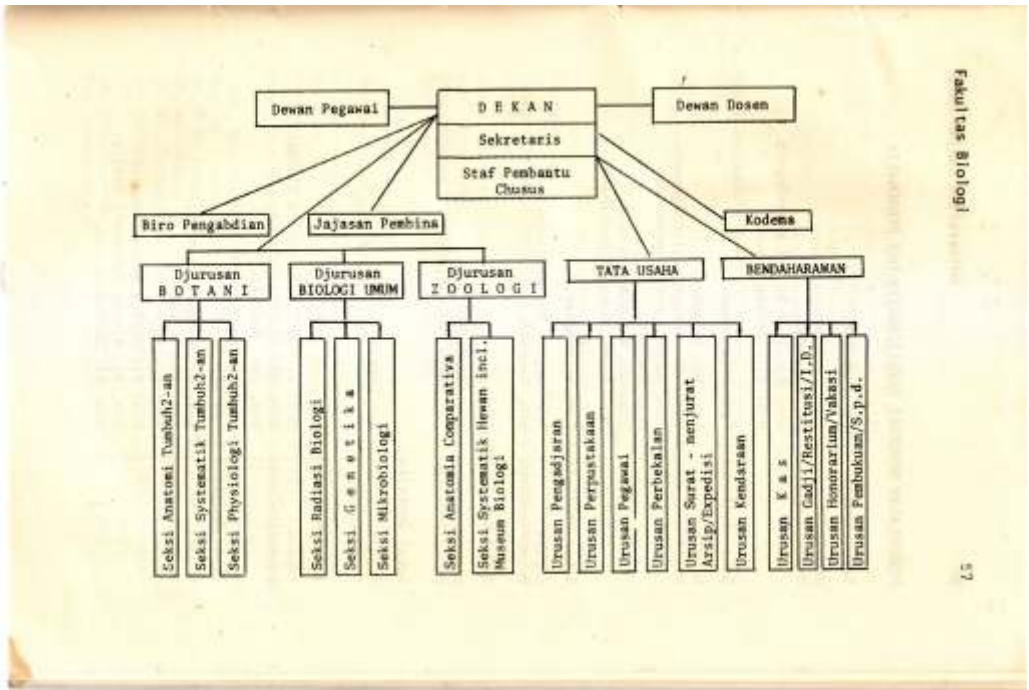 Fakultas Biologi
Dewan Pegawai
D E K A N
Dewan Dosen
Sekretaris
Staf Pembantu
Chusus
Biro Pengabdian
Jajasan Pembina
Kodema
Djurusan
B O T A N I
Djurusan
BIOLOGI UMUM
Djurusan
Z O O L O G I
TATA USAHA
BENDAHARAWAN
Seksi Anatomi Tumbuh2-an
Seksi Systematik Tumbuh2-an
Seksi Physiologi Tumbuh2-an
Seksi Radiasi Biologi
Seksi G e n e t i k a
Seksi Mikrobiologi
Seksi Anatomia Comparativa
Seksi Systematik Hewan incl.
Museum Biologi
Urusan Pengadjaran
Urusan Perpustakaan
Urusan Pegawai
Urusan Perbekalan
Urusan Surat - menjurat
Arsip/Expedisi
Urusan Kendaraan
Urusan K a s
Urusan Gadji/Restitusi/I.D.
Urusan Honorarium/Vakasi
Urusan Pembukuan/S.p.d.
57